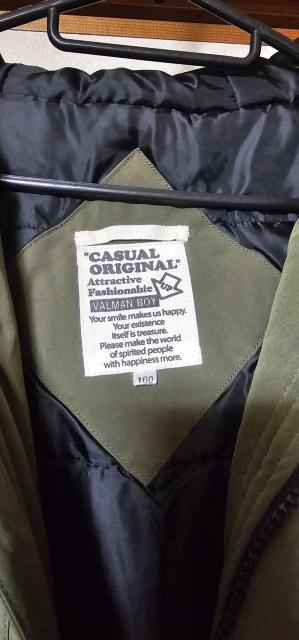 "CASUAL
ORIGINAL"
Attractive
Fashionable
VALMAN BOY
Your smile makes us happy.
Your existence
itself is treasure.
Please make the world
of spirited people
with happiness more.
160